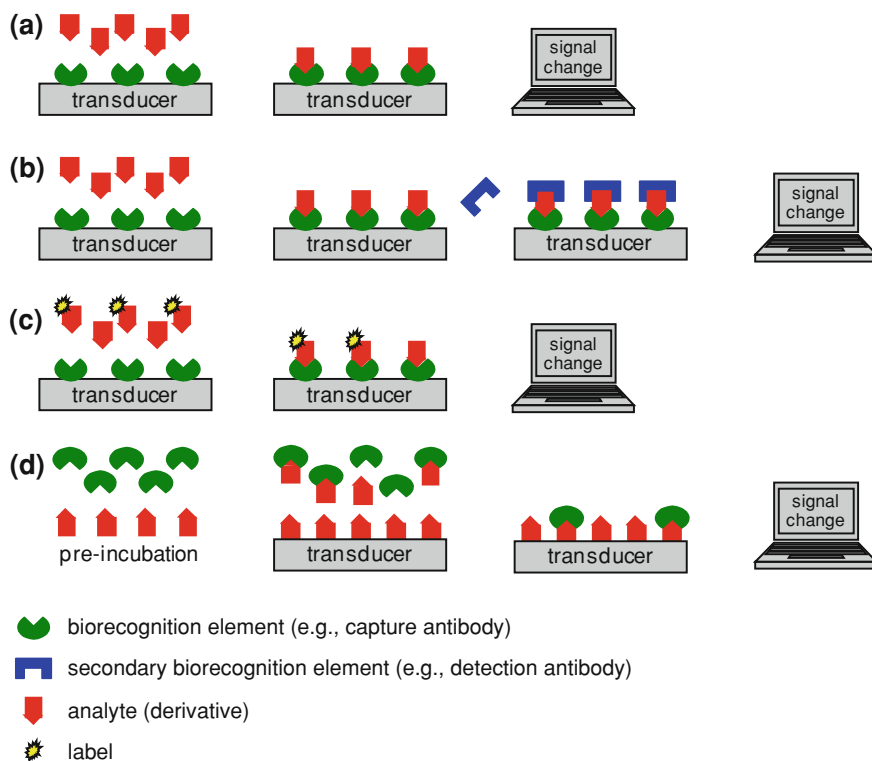 (a)
transducer
signal
change
(b)
transducer
transducer
transducer
signal
change
(c)
transducer
transducer
signal
change
(d)
pre-incubation
transducer
transducer
signal
change
biorecognition element (e.g., capture antibody)
secondary biorecognition element (e.g., detection antibody)
analyte (derivative)
label